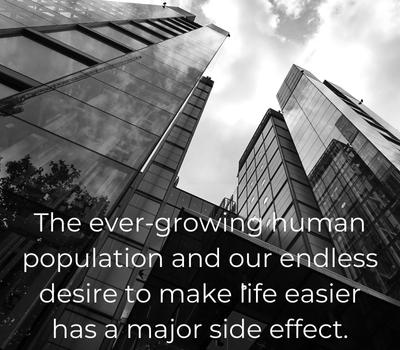 The ever-growing human
population and our endless
desire to make life easier
has a major side effect.